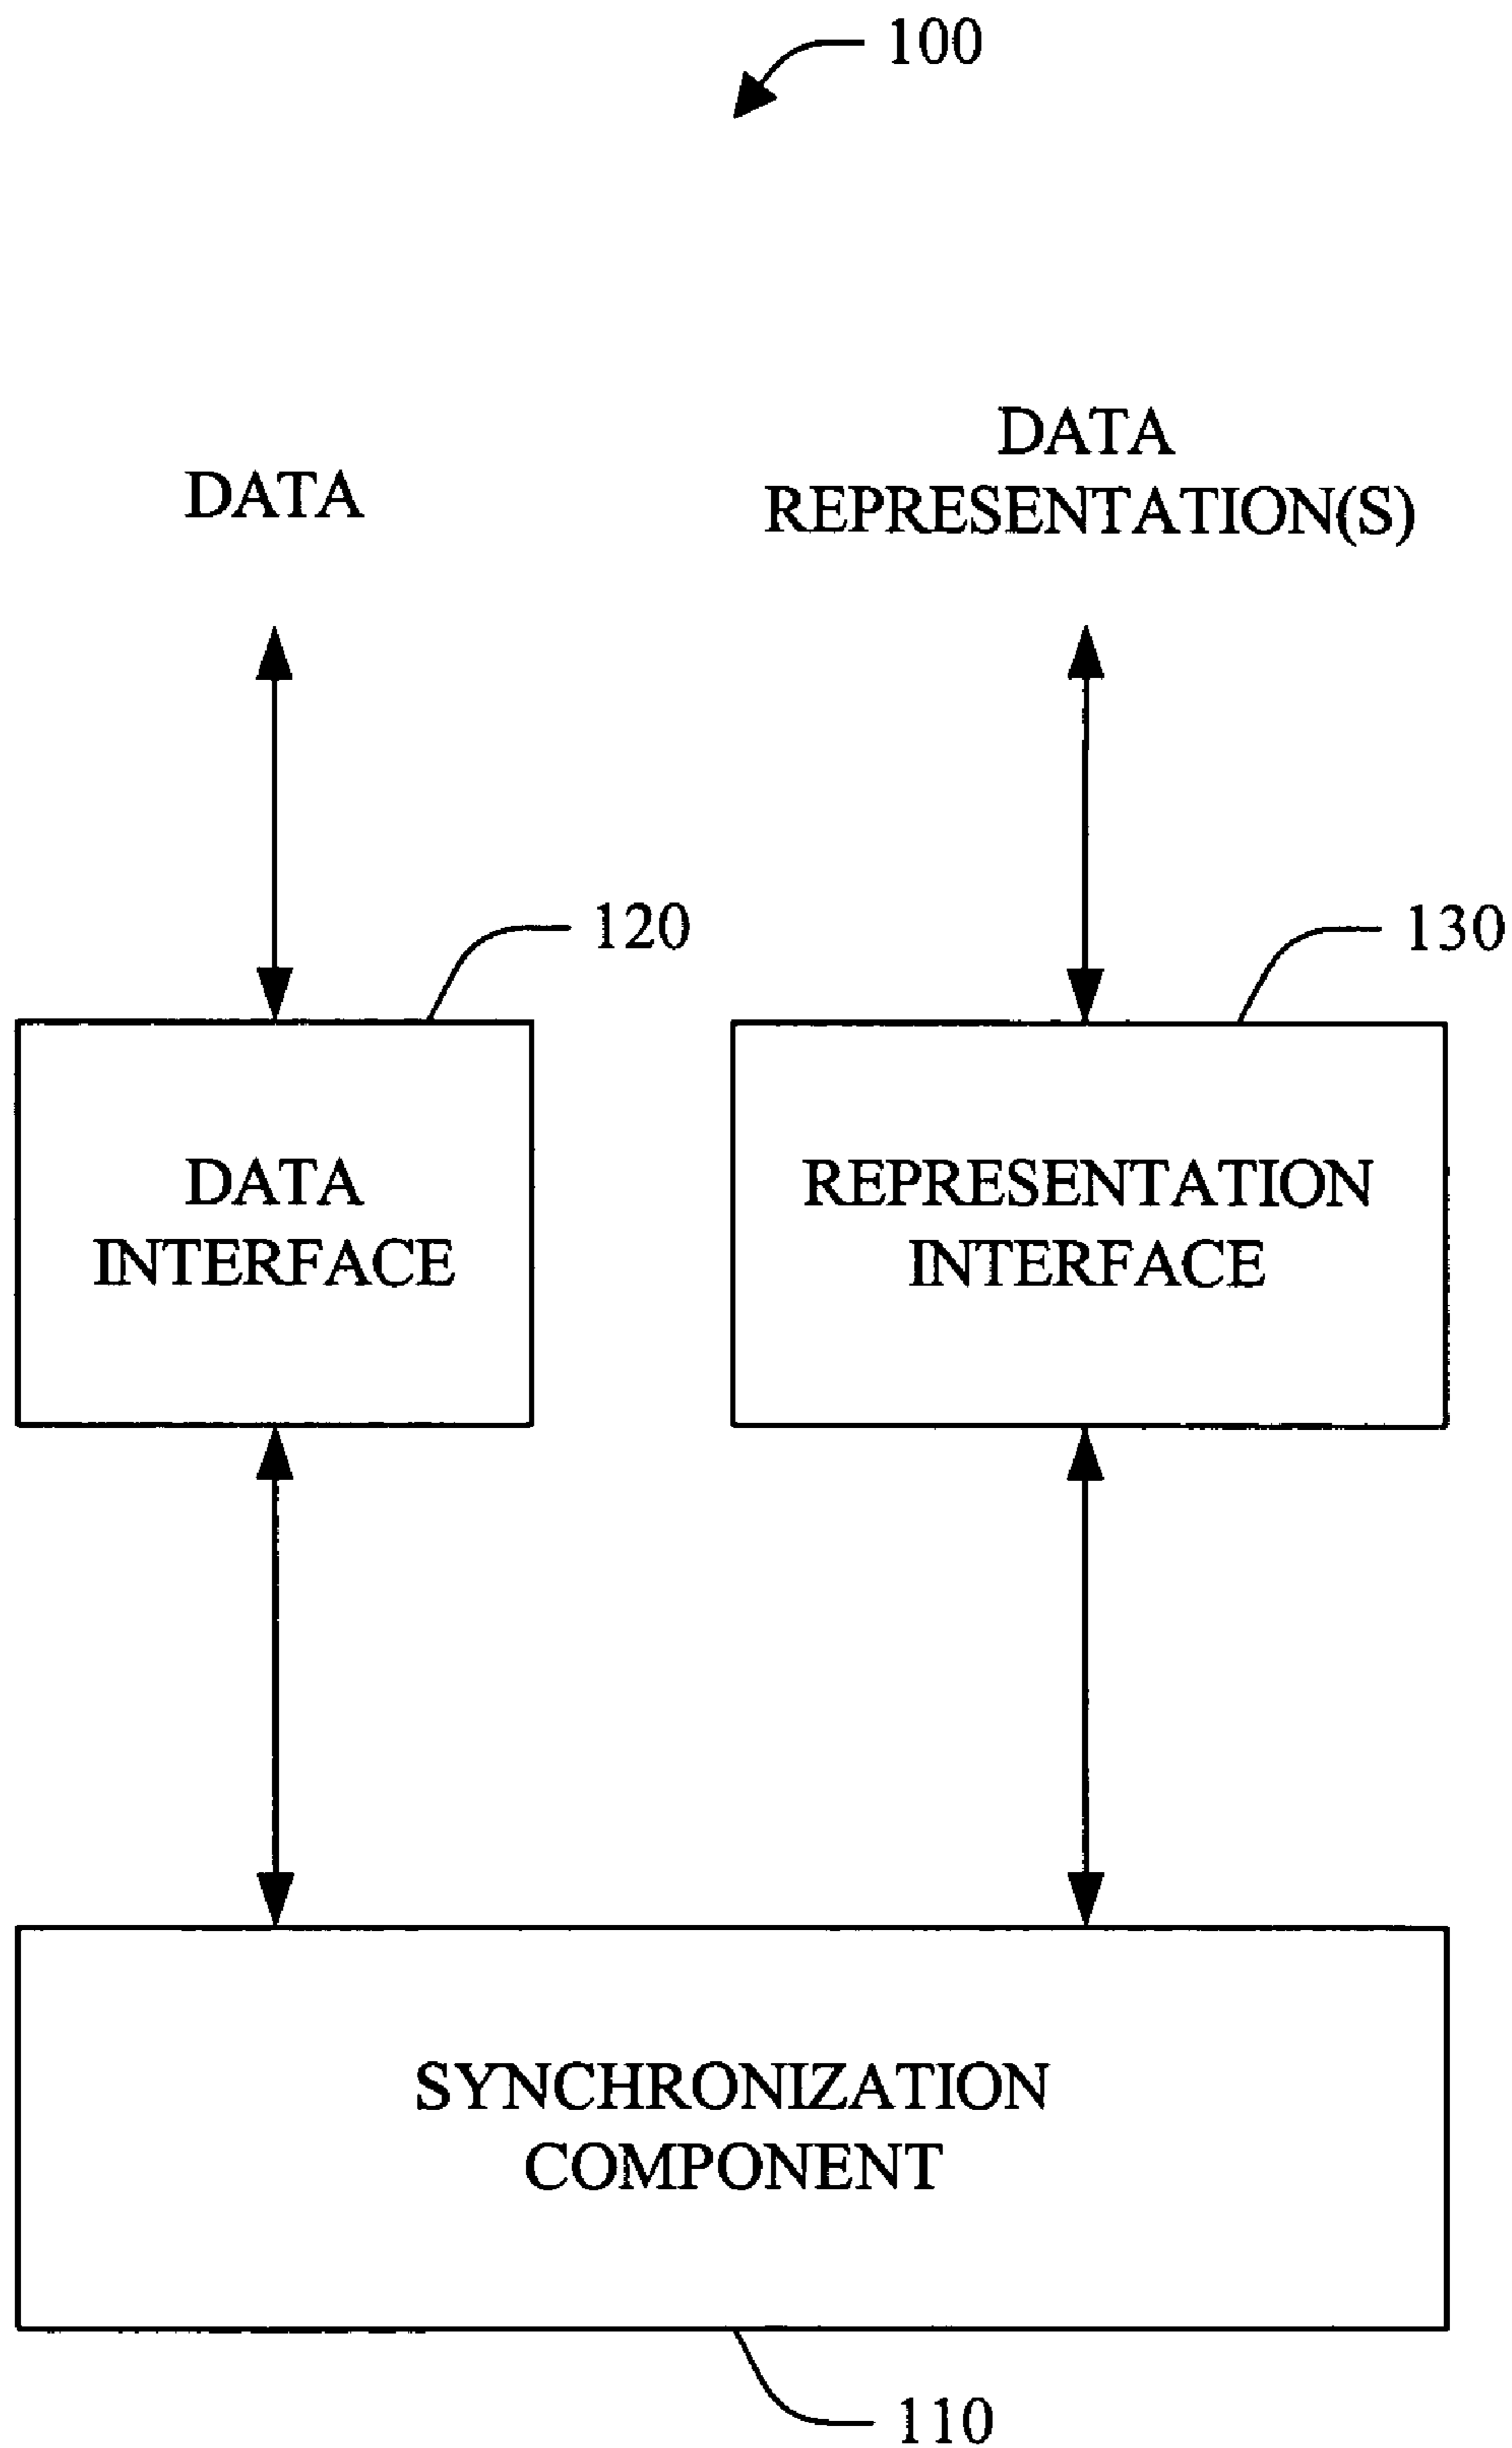 100
DATA
DATA
REPRESENTATION(S)
120
130
DATA
INTERFACE
REPRESENTATION
INTERFACE
SYNCHRONIZATION
COMPONENT
110